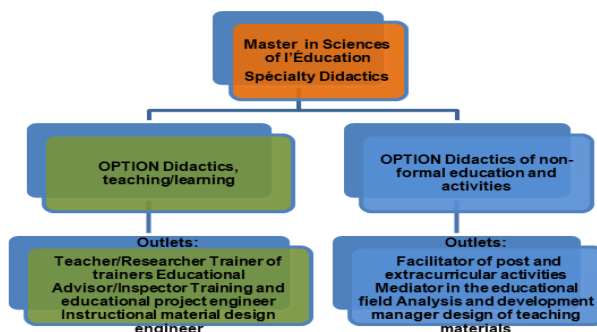 Master in Sciences
of l'Éducation
Spécialty Didactics
OPTION Didactics,
teaching/learning
OPTION Didactics of non-
formal education and
activities
Outlets:
Teacher/Researcher Trainer of
trainers Educational
Advisor/Inspector Training and
educational project engineer
Instructional material design
engineer
Outlets:
Facilitator of post and
extracurricular activities
Mediator in the educational
field Analysis and development
manager design of teaching
materials